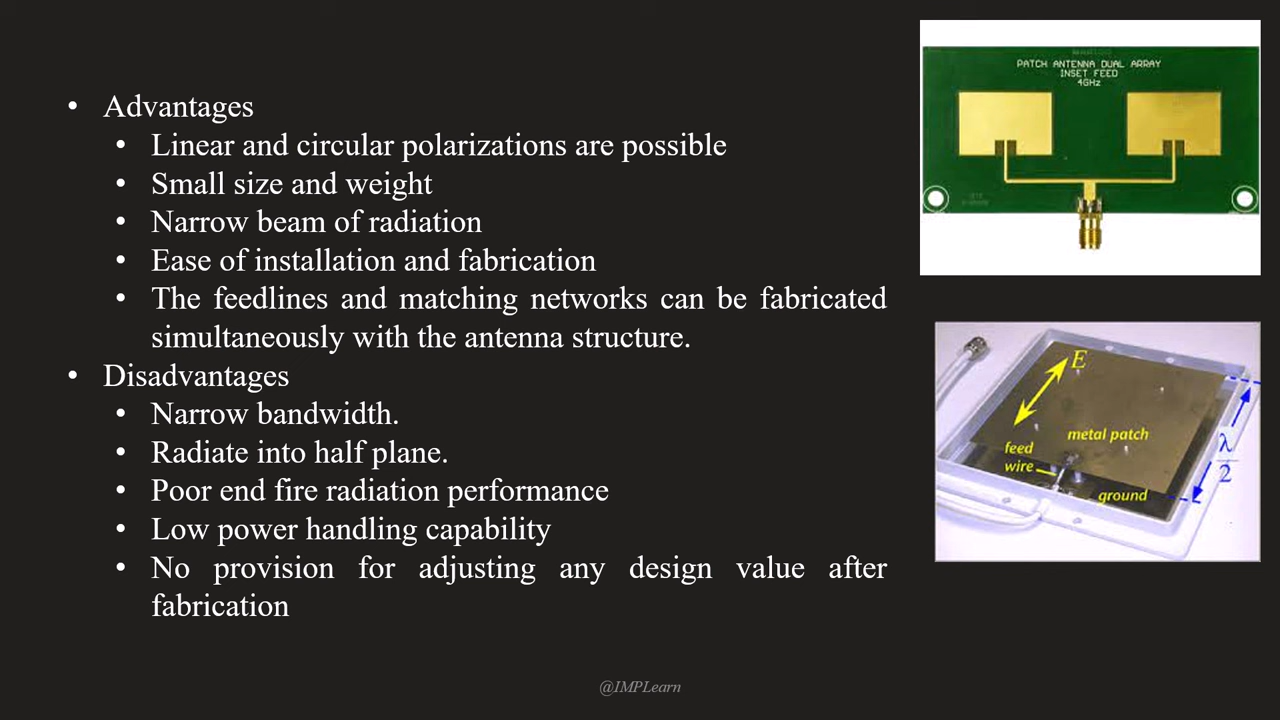 • Advantages
• Linear and circular polarizations are possible
• Small size and weight
• Narrow beam of radiation
• Ease of installation and fabrication
• The feedlines and matching networks can be fabricated
simultaneously with the antenna structure.
• Disadvantages
• Narrow bandwidth.
• Radiate into half plane.
• Poor end fire radiation performance
• Low power handling capability
• No provision for adjusting any design value after
fabrication
PATCH ANTENNA DUAL ARRAY
INSET FEED
4GHz
E
metal patch
feed
wire
ground
λ
2
@IMPLearn